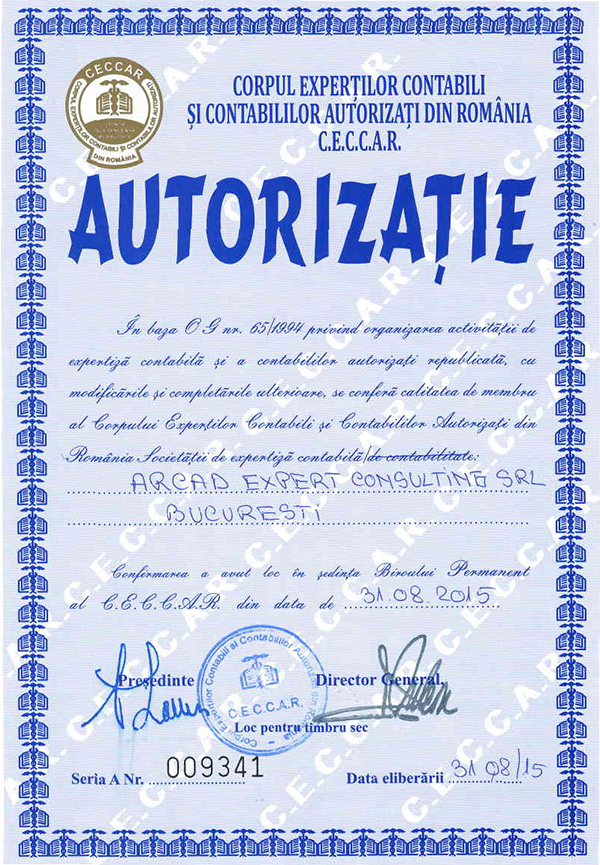 CECCAR
CORPUL EXPERȚILOR CONTABILI ȘI CONTABILILOR AUTORIZAȚI
DIN ROMÂNIA
CORPUL EXPERȚILOR CONTABILI
ȘI CONTABILILOR AUTORIZAȚI DIN ROMÂNIA
C.E.C.C.A.R.
AUTORIZAȚIE
În baza O G nr. 65/1994 privind organizarea activității de
expertiză contabilă și a contabililor autorizați republicată, cu
modificările și completările ulterioare, se conferă calitatea de membru
al Corpului Experților Contabili și Contabililor Autorizați din
România Societății de expertiză contabilă/de contabilitate:
ARCAD EXPERT CONSULTING SRL
BUCURESTI
Confirmarea a avut loc în ședința Biroului Permanent
al C.E.C.C.A.R. din data de 31.08.2015
Președinte
Director General,
Corpul Experților Contabili și Contabililor Autorizați din România
C.E.C.C.A.R.
Loc pentru timbru sec
Seria A Nr. 009341
Data eliberării 31/08/15